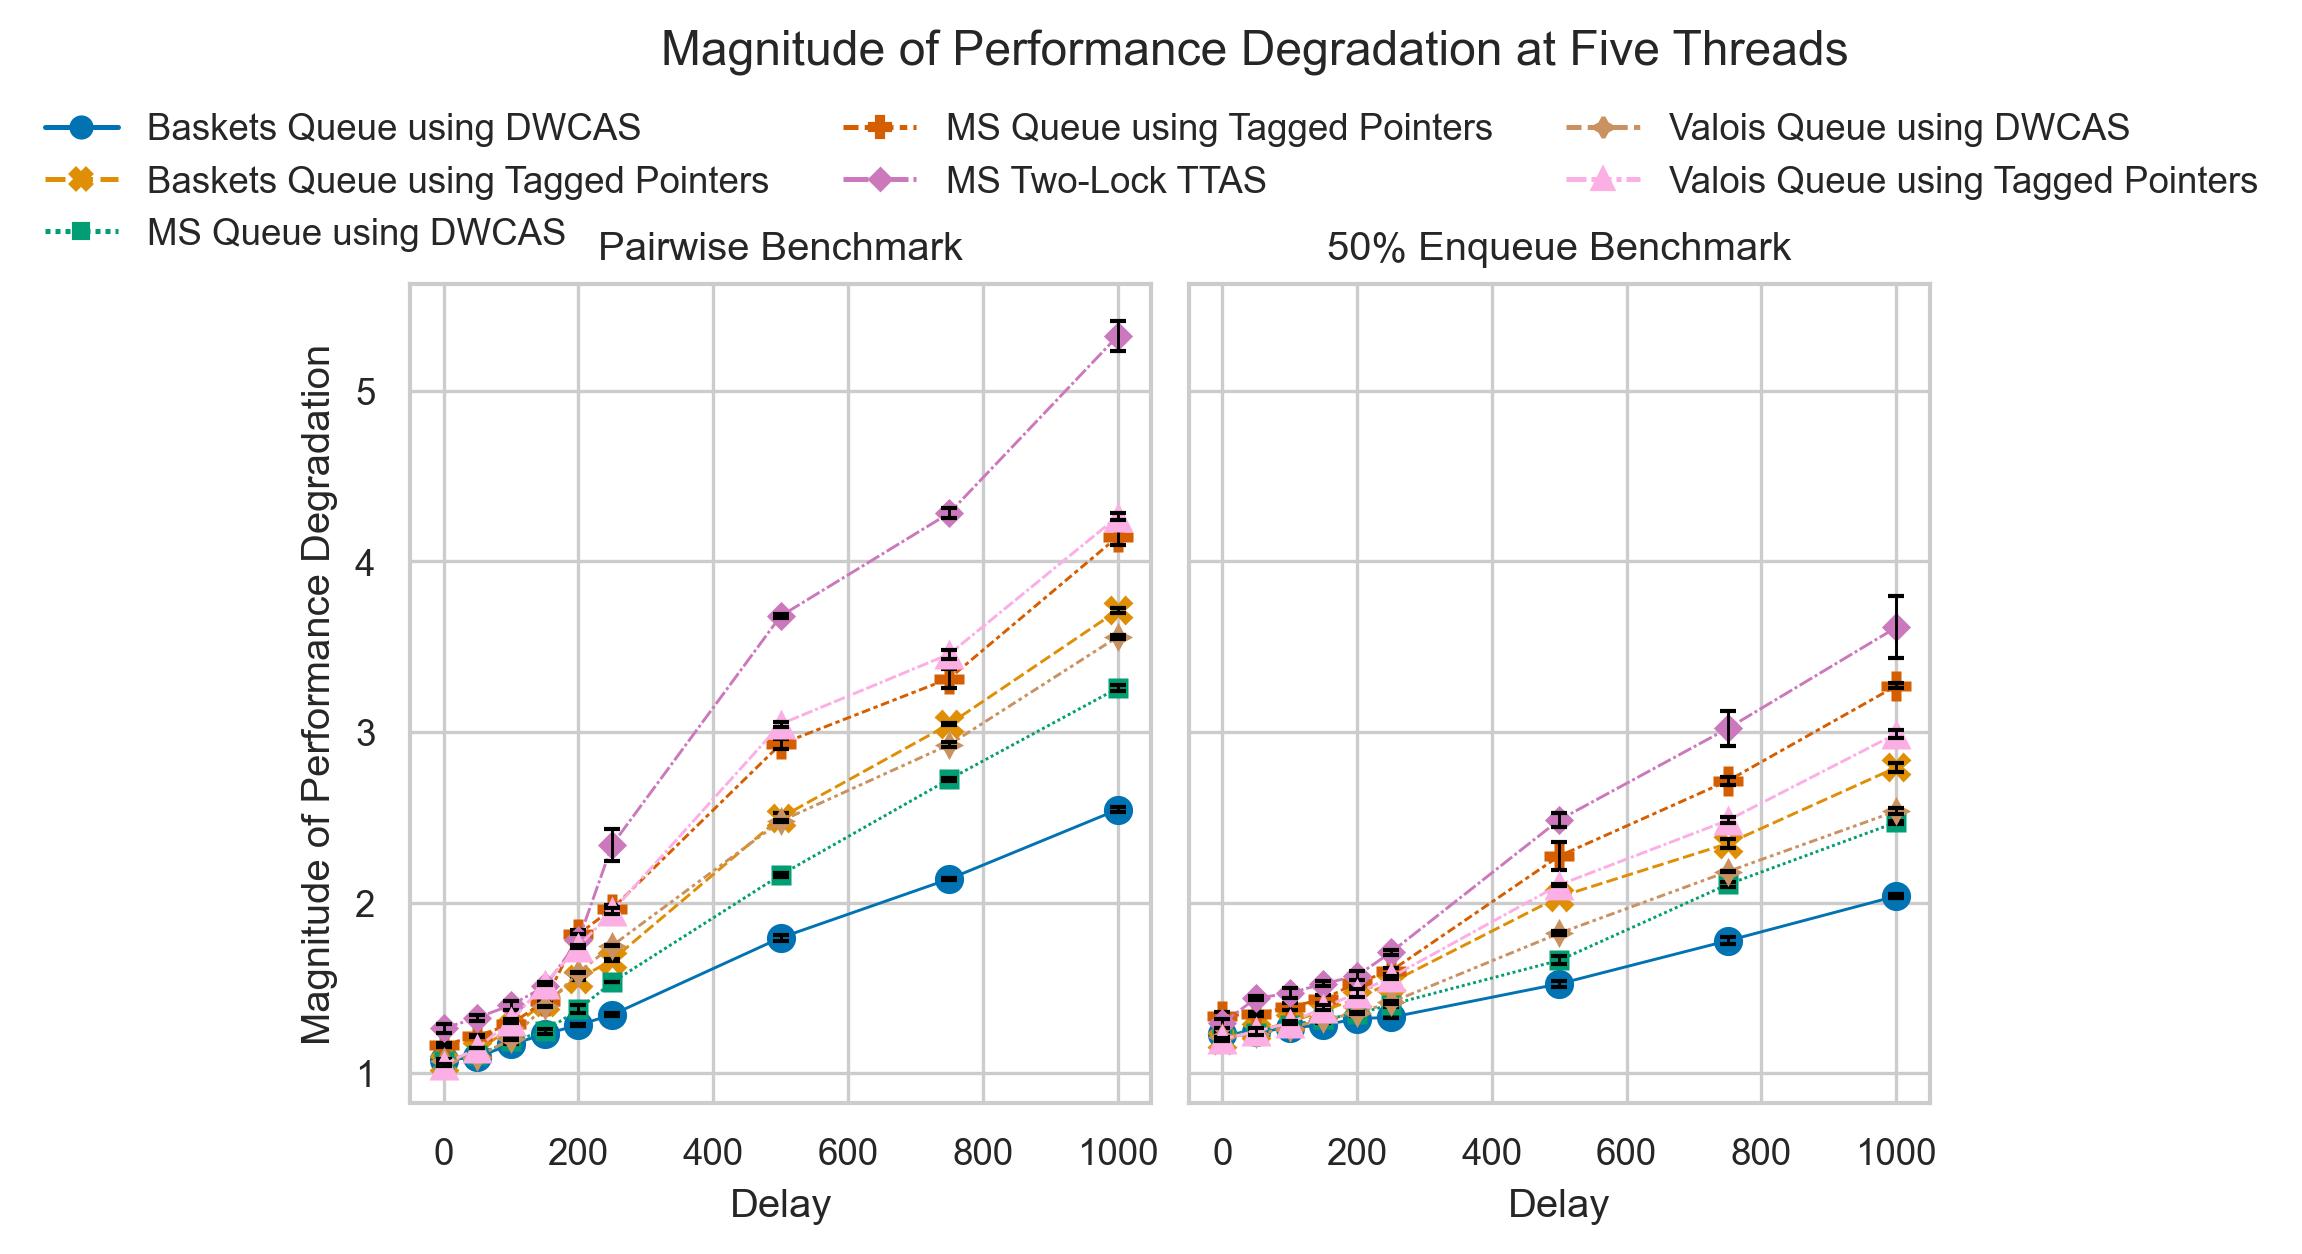 Magnitude of Performance Degradation at Five Threads
Baskets Queue using DWCAS
Baskets Queue using Tagged Pointers
MS Queue using DWCAS
MS Queue using Tagged Pointers
MS Two-Lock TTAS
Valois Queue using DWCAS
Valois Queue using Tagged Pointers
Pairwise Benchmark
50% Enqueue Benchmark
Magnitude of Performance Degradation
5
4
3
2
1
0 200 400 600 800 1000
0 200 400 600 800 1000
Delay
Delay